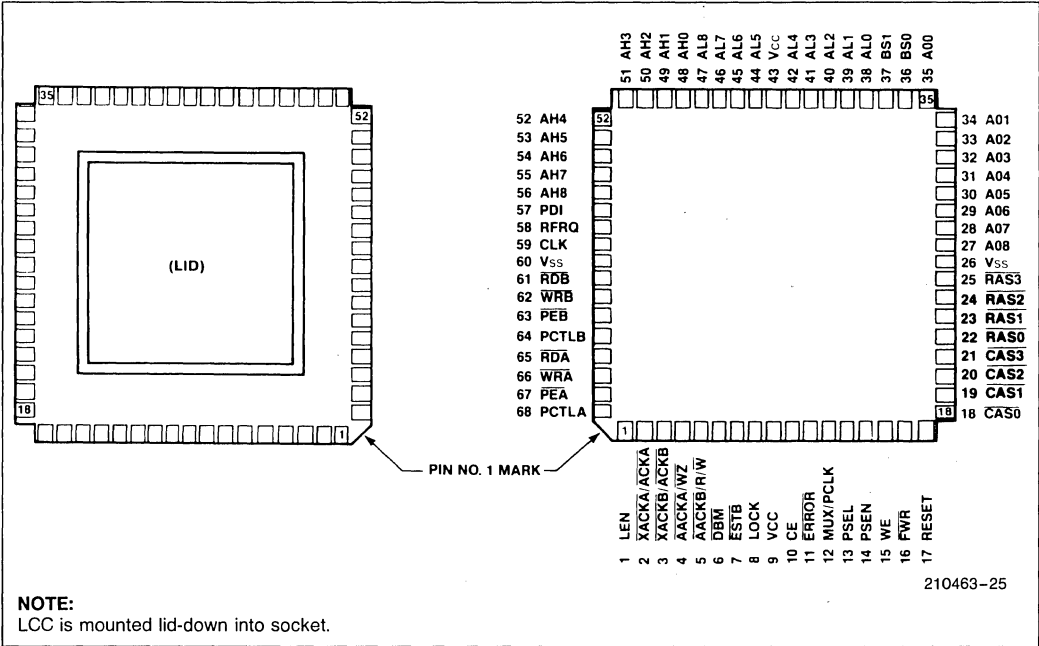 51 AH3
50 AH2
49 AH1
48 AH0
47 AL8
46 AL7
45 AL6
44 AL5
43 VCC
42 AL4
41 AL3
40 AL2
39 AL1
38 AL0
37 BS1
36 BS0
35 A00
35
52
18
1
(LID)
PIN NO. 1 MARK
52 AH4
53 AH5
54 AH6
55 AH7
56 AH8
57 PDI
58 RFRQ
59 CLK
60 VSS
61 RDB
62 WRB
63 PEB
64 PCTLB
65 RDA
66 WRA
67 PEA
68 PCTLA
52
35
1
18
34 A01
33 A02
32 A03
31 A04
30 A05
29 A06
28 A07
27 A08
26 VSS
25 RAS3
24 RAS2
23 RAS1
22 RAS0
21 CAS3
20 CAS2
19 CAS1
18 CAS0
1 LEN
2 XACKA/ACKA
3 XACKB/ACKB
4 AACKA/WZ
5 AACKB/R/W
6 DBM
7 ESTB
8 LOCK
9 VCC
10 CE
11 ERROR
12 MUX/PCLK
13 PSEL
14 PSEN
15 WE
16 FWR
17 RESET
210463-25
NOTE:
LCC is mounted lid-down into socket.